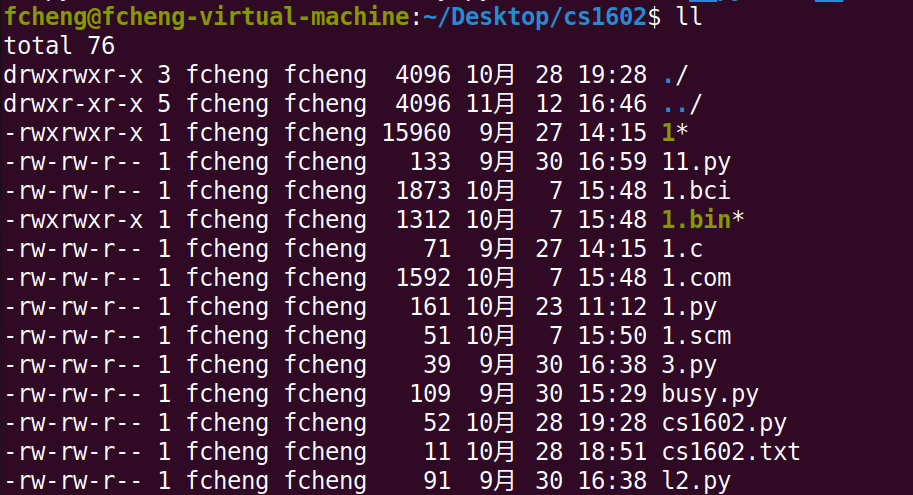 fcheng@fcheng-virtual-machine:~/Desktop/cs1602$ ll
total 76
drwxrwxr-x 3 fcheng fcheng  4096 10月 28 19:28 ./
drwxr-xr-x 5 fcheng fcheng  4096 11月 12 16:46 ../
-rwxrwxr-x 1 fcheng fcheng 15960  9月 27 14:15 1*
-rw-rw-r-- 1 fcheng fcheng   133  9月 30 16:59 11.py
-rw-rw-r-- 1 fcheng fcheng  1873 10月  7 15:48 1.bci
-rwxrwxr-x 1 fcheng fcheng  1312 10月  7 15:48 1.bin*
-rw-rw-r-- 1 fcheng fcheng    71  9月 27 14:15 1.c
-rw-rw-r-- 1 fcheng fcheng  1592 10月  7 15:48 1.com
-rw-rw-r-- 1 fcheng fcheng   161 10月 23 11:12 1.py
-rw-rw-r-- 1 fcheng fcheng    51 10月  7 15:50 1.scm
-rw-rw-r-- 1 fcheng fcheng    39  9月 30 16:38 3.py
-rw-rw-r-- 1 fcheng fcheng   109  9月 30 15:29 busy.py
-rw-rw-r-- 1 fcheng fcheng    52 10月 28 19:28 cs1602.py
-rw-rw-r-- 1 fcheng fcheng    11 10月 28 18:51 cs1602.txt
-rw-rw-r-- 1 fcheng fcheng    91  9月 30 16:38 l2.py